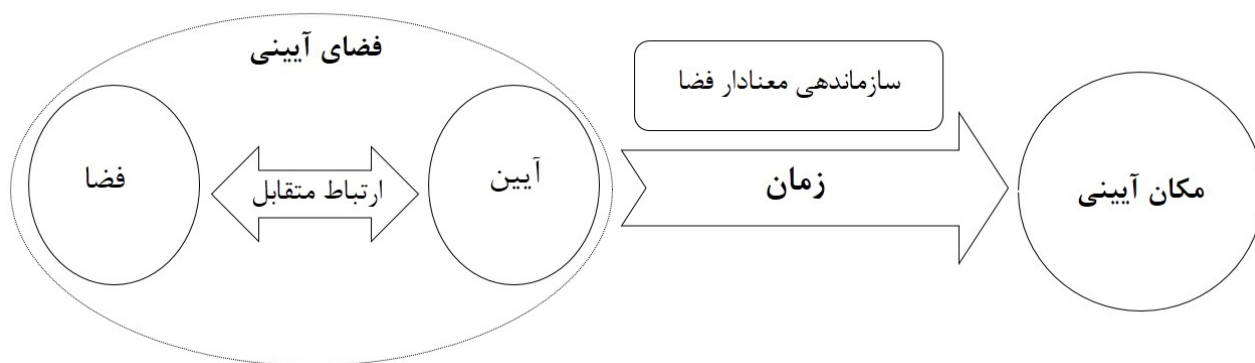 فضای آیینی
سازماندهی معنادار فضا
فضا
ارتباط متقابل
آیین
زمان
مکان آیینی